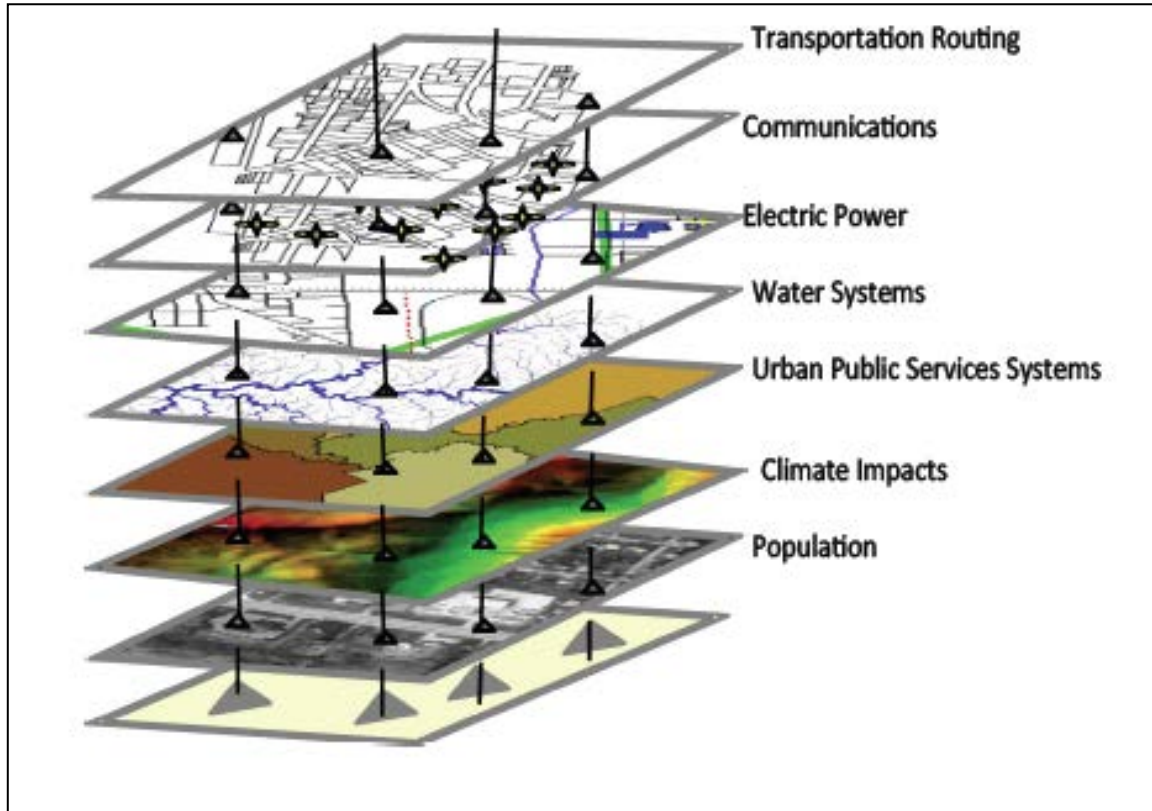 Transportation Routing
Communications
Electric Power
Water Systems
Urban Public Services Systems
Climate Impacts
Population